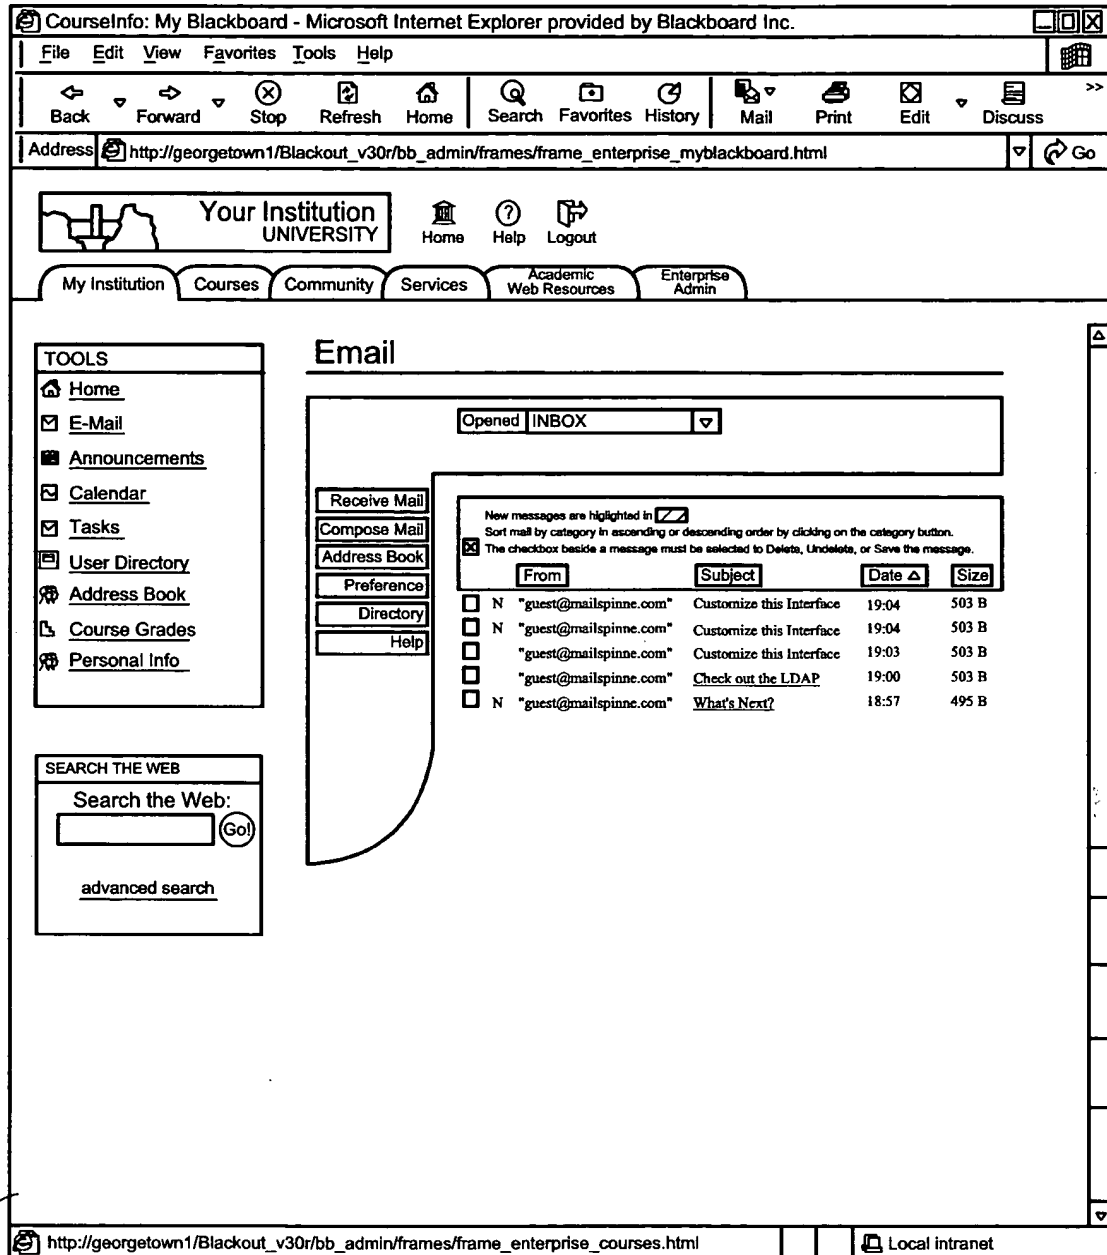 CourseInfo: My Blackboard - Microsoft Internet Explorer provided by Blackboard Inc.
File Edit View Favorites Tools Help
Back Forward Stop Refresh Home Search Favorites History Mail Print Edit Discuss >>
Address http://georgetown1/Blackout_v30r/bb_admin/frames/frame_enterprise_myblackboard.html Go
Your Institution
UNIVERSITY
Home Help Logout
My Institution Courses Community Services Academic Web Resources Enterprise Admin
TOOLS
Home
E-Mail
Announcements
Calendar
Tasks
User Directory
Address Book
Course Grades
Personal Info
SEARCH THE WEB
Search the Web:
Go!
advanced search
Email
Opened INBOX
Receive Mail
Compose Mail
Address Book
Preference
Directory
Help
New messages are higlighted in
Sort mail by category in ascending or descending order by clicking on the category button.
The checkbox beside a message must be selected to Delete, Undelete, or Save the message.
From Subject Date Size
N "guest@mailspinne.com" Customize this Interface 19:04 503 B
N "guest@mailspinne.com" Customize this Interface 19:04 503 B
"guest@mailspinne.com" Customize this Interface 19:03 503 B
"guest@mailspinne.com" Check out the LDAP 19:00 503 B
N "guest@mailspinne.com" What's Next? 18:57 495 B
http://georgetown1/Blackout_v30r/bb_admin/frames/frame_enterprise_courses.html Local intranet